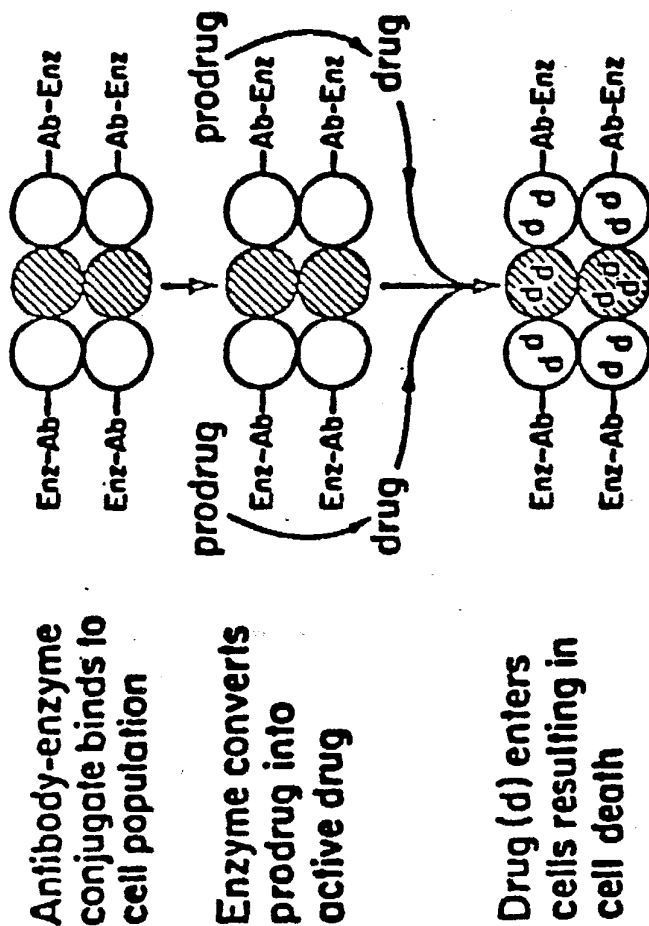 Antibody-enzyme
conjugate binds to
cell population
Enz-Ab- -Ab-Enz
Enz-Ab- -Ab-Enz
Enzyme converts
prodrug into
active drug
prodrug prodrug
Enz-Ab- -Ab-Enz
Enz-Ab- -Ab-Enz
drug drug
Drug (d) enters
cells resulting in
cell death
Enz-Ab- d d d d d d -Ab-Enz
Enz-Ab- d d d d d d d -Ab-Enz